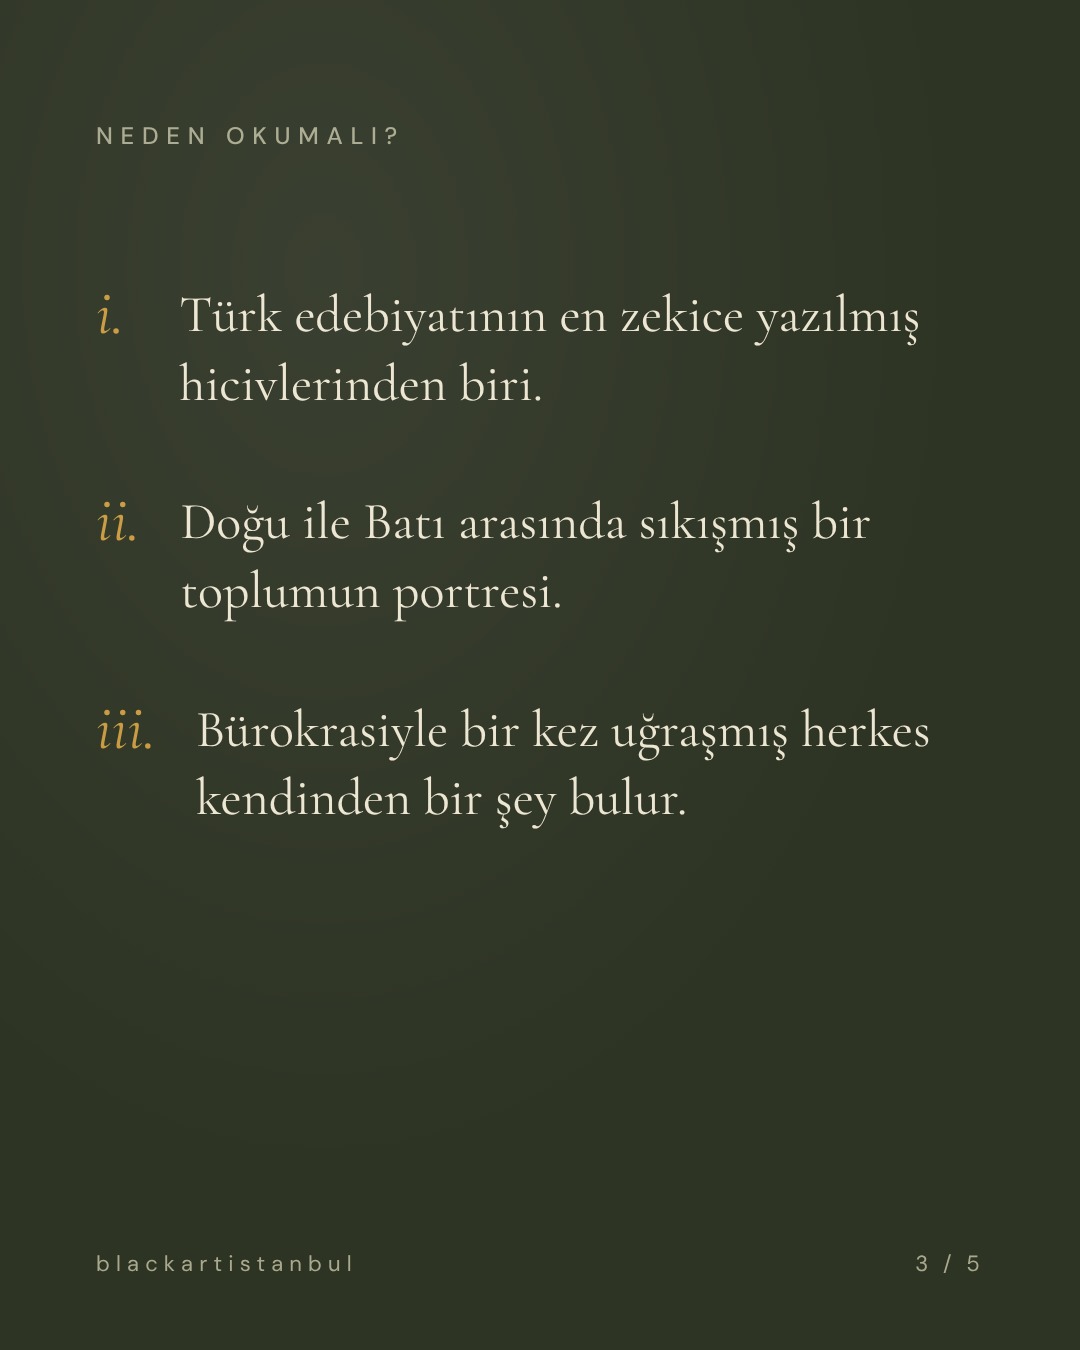 NEDEN OKUMALI?
i. Türk edebiyatının en zekice yazılmış
hicivlerinden biri.
ii. Doğu ile Batı arasında sıkışmış bir
toplumun portresi.
iii. Bürokrasiyle bir kez uğraşmış herkes
kendinden bir şey bulur.
blackartistanbul
3 / 5